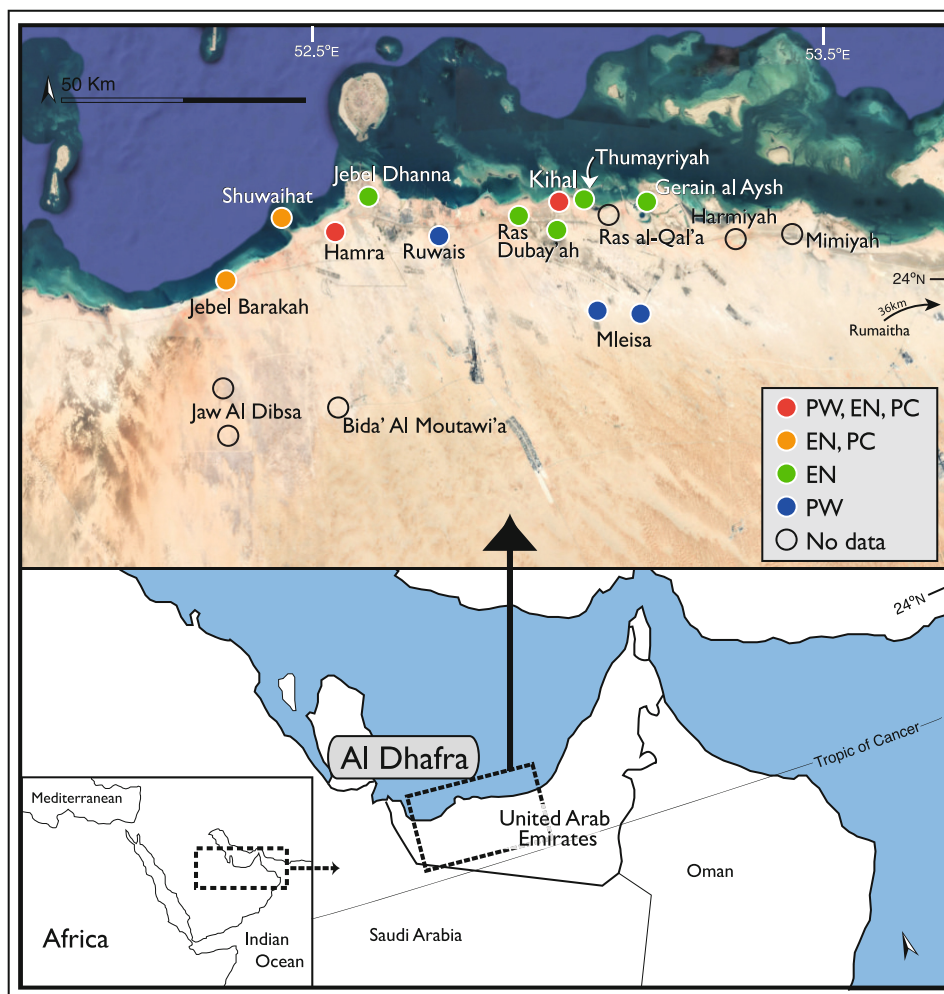 52.5°E
53.5°E
50 Km
Thumayriyah
Jebel Dhanna
Kihal
Shuwaihat
Gerain al Aysh
Harmiyah
Hamra
Ruwais
Ras
Dubay'ah
Ras al-Qal'a
Mimiyah
24°N
Jebel Barakah
36km
Rumaitha
Mleisa
Jaw Al Dibsa
Bida' Al Moutawi'a
PW, EN, PC
EN, PC
EN
PW
No data
24°N
Al Dhafra
Tropic of Cancer
Mediterranean
United Arab
Emirates
Oman
Africa
Indian
Ocean
Saudi Arabia